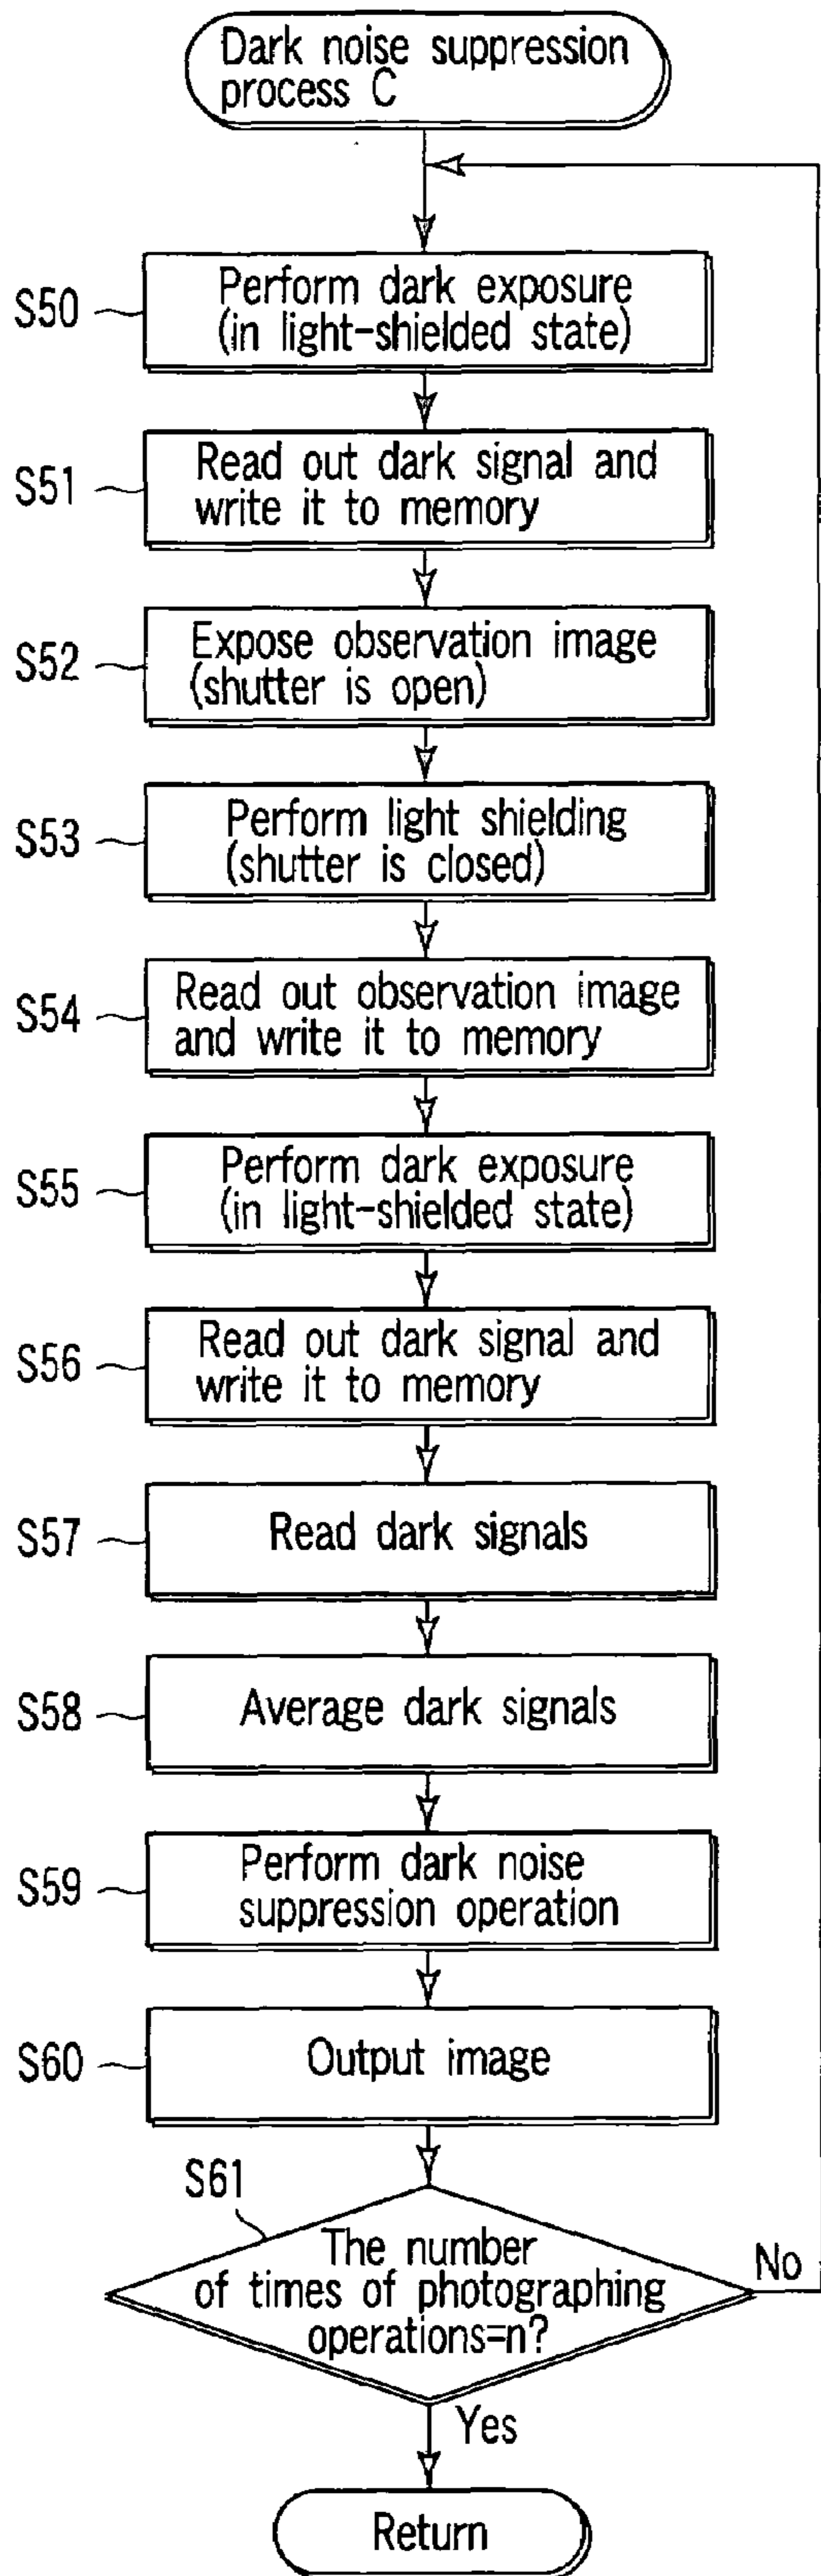 Dark noise suppression
process C
S50
Perform dark exposure
(in light-shielded state)
S51
Read out dark signal and
write it to memory
S52
Expose observation image
(shutter is open)
S53
Perform light shielding
(shutter is closed)
S54
Read out observation image
and write it to memory
S55
Perform dark exposure
(in light-shielded state)
S56
Read out dark signal and
write it to memory
S57
Read dark signals
S58
Average dark signals
S59
Perform dark noise
suppression operation
S60
Output image
S61
The number
of times of photographing
operations=n?
No
Yes
Return